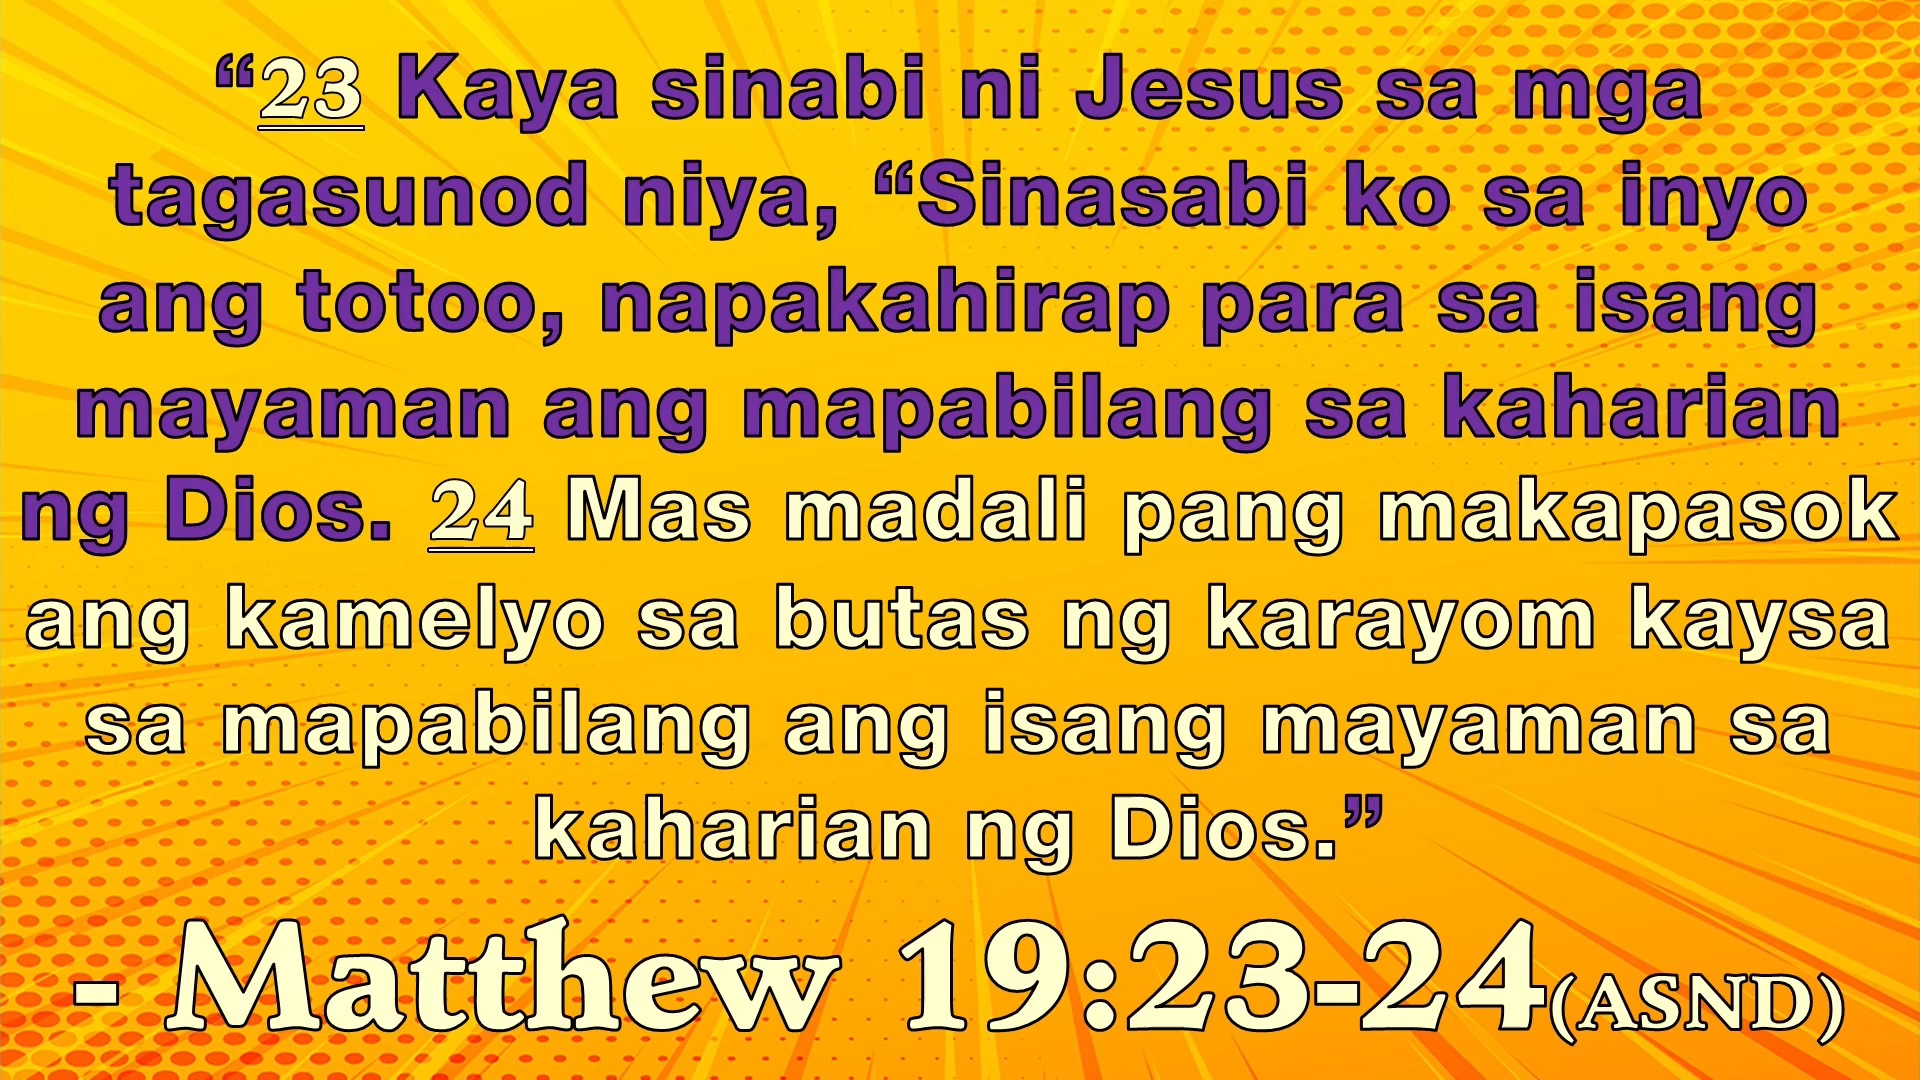 “23 Kaya sinabi ni Jesus sa mga
tagasunod niya, “Sinasabi ko sa inyo
ang totoo, napakahirap para sa isang
mayaman ang mapabilang sa kaharian
ng Dios. 24 Mas madali pang makapasok
ang kamelyo sa butas ng karayom kaysa
sa mapabilang ang isang mayaman sa
kaharian ng Dios.”
- Matthew 19:23-24(ASND)